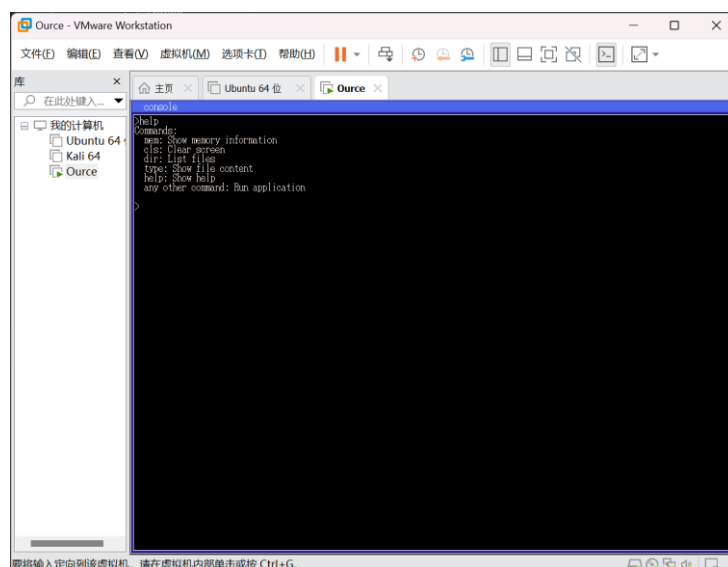 Ource - VMware Workstation
文件(F) 编辑(E) 查看(V) 虚拟机(M) 选项卡(T) 帮助(H)
库
在此处键入...
主页
Ubuntu 64 位
Ource
我的计算机
Ubuntu 64
Kali 64
Ource
console
>help
Commands:
mem: Show memory information
cls: Clear screen
dir: List files
type: Show file content
help: Show help
any other command: Run application
>
要将输入定向到该虚拟机,请在虚拟机内部单击或按 Ctrl+G。